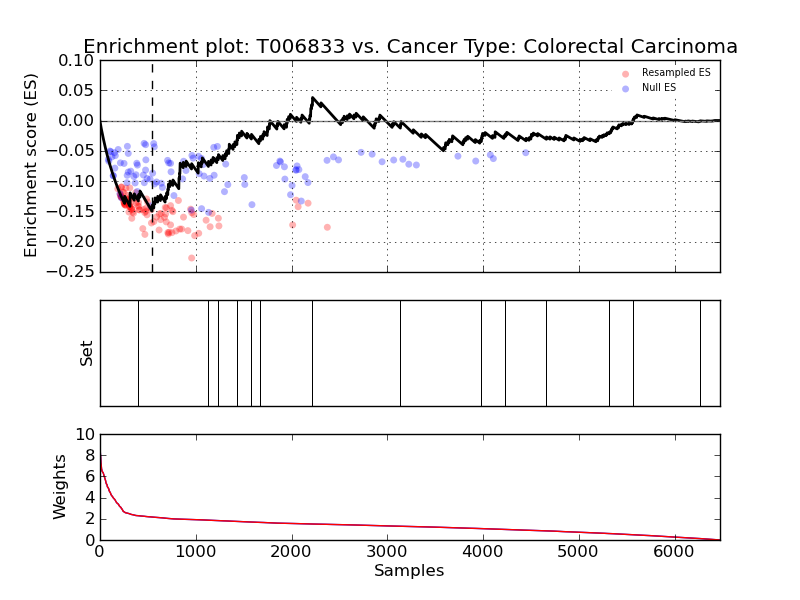 Enrichment plot: T006833 vs. Cancer Type: Colorectal Carcinoma
Enrichment score (ES)
0.10
0.05
0.00
−0.05
−0.10
−0.15
−0.20
−0.25
Resampled ES
Null ES
Set
Weights
10
8
6
4
2
0
0 1000 2000 3000 4000 5000 6000
Samples